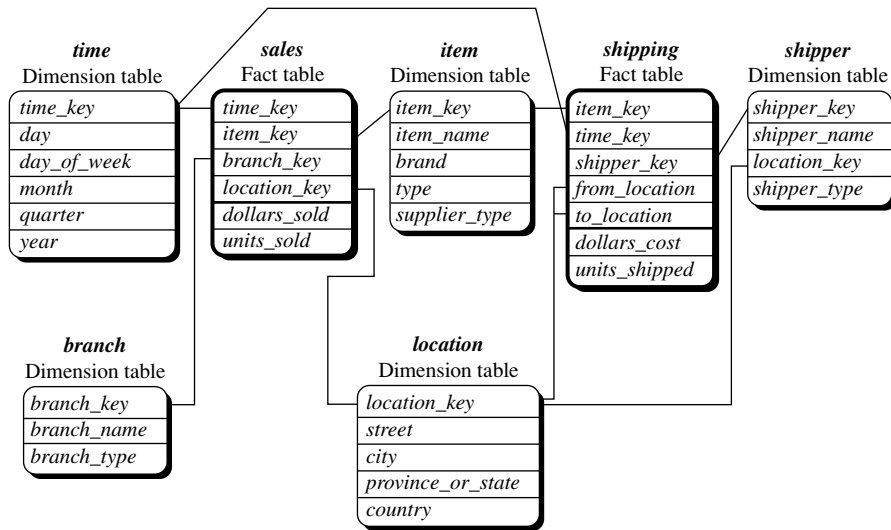 time
Dimension table
time_key
day
day_of_week
month
quarter
year
sales
Fact table
time_key
item_key
branch_key
location_key
dollars_sold
units_sold
item
Dimension table
item_key
item_name
brand
type
supplier_type
shipping
Fact table
item_key
time_key
shipper_key
from_location
to_location
dollars_cost
units_shipped
shipper
Dimension table
shipper_key
shipper_name
location_key
shipper_type
branch
Dimension table
branch_key
branch_name
branch_type
location
Dimension table
location_key
street
city
province_or_state
country